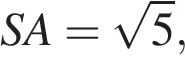 SA = √5,